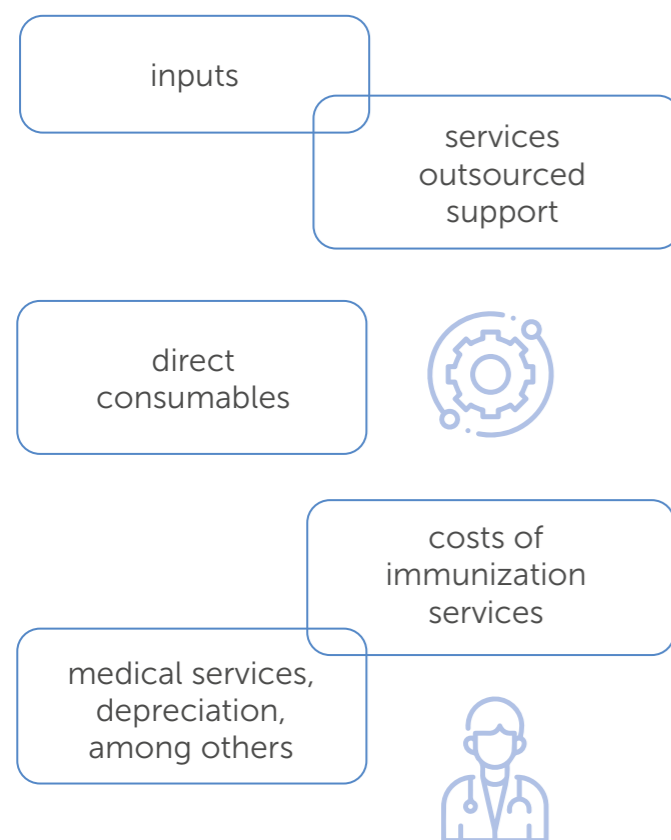 inputs
services
outsourced
support
direct
consumables
costs of
immunization
services
medical services,
depreciation,
among others